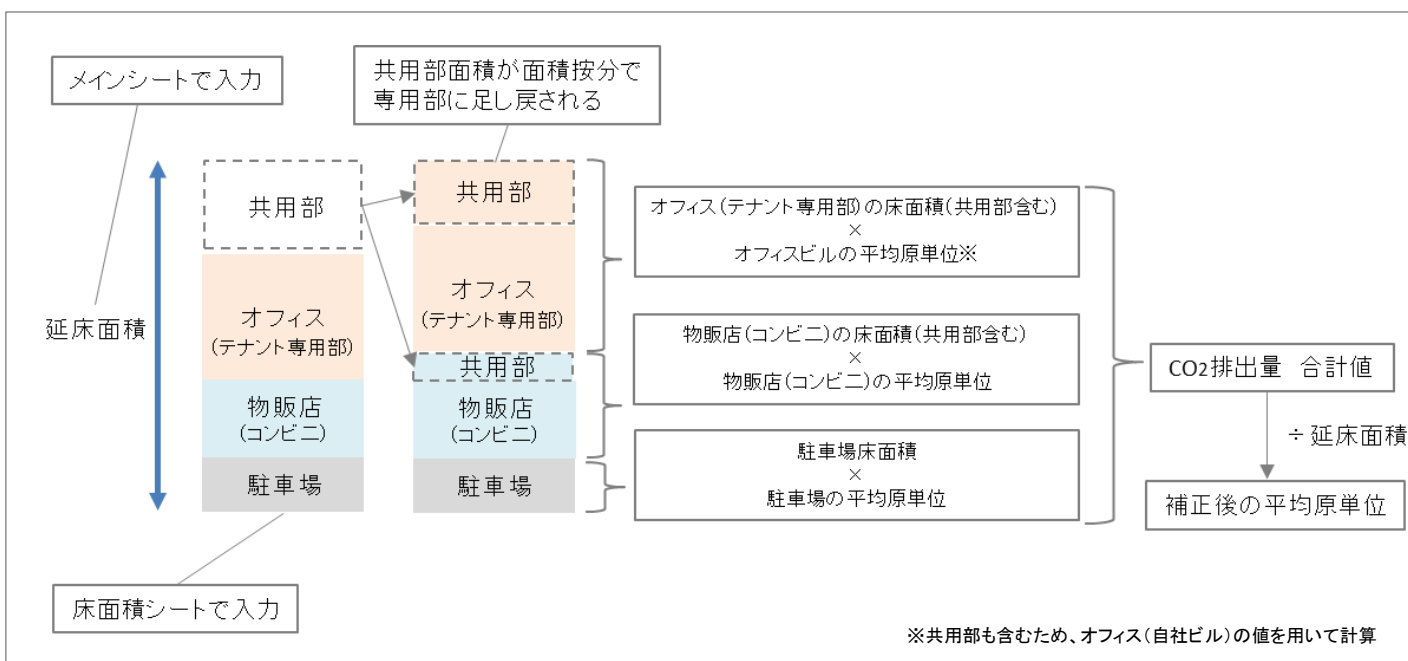 メインシートで入力
共用部面積が面積按分で
専用部に足し戻される
延床面積
共用部
オフィス
(テナント専用部)
物販店
(コンビニ)
駐車場
共用部
オフィス
(テナント専用部)
共用部
物販店
(コンビニ)
駐車場
オフィス(テナント専用部)の床面積(共用部含む)
×
オフィスビルの平均原単位※
物販店(コンビニ)の床面積(共用部含む)
×
物販店(コンビニ)の平均原単位
駐車場床面積
×
駐車場の平均原単位
CO2排出量 合計値
÷延床面積
補正後の平均原単位
床面積シートで入力
※共用部も含むため、オフィス(自社ビル)の値を用いて計算